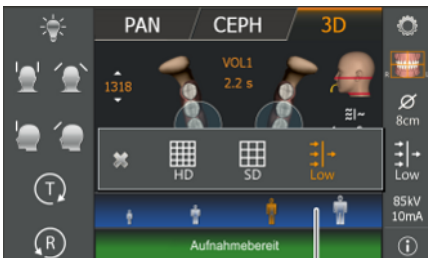 PAN CEPH 3D
VOL1
2.2 s
1318
R
8cm
HD SD Low
Low
85kV
10mA
T
R
Aufnahmebereit
i